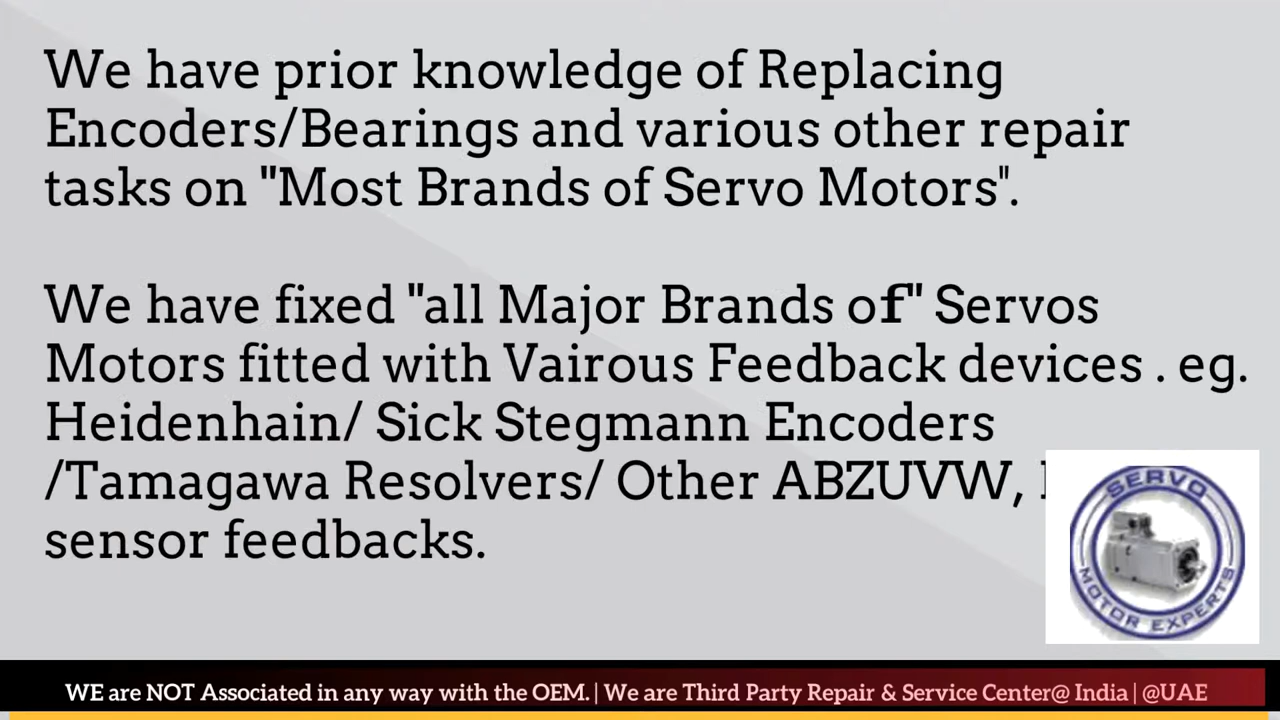 We have prior knowledge of Replacing
Encoders/Bearings and various other repair
tasks on "Most Brands of Servo Motors".
We have fixed "all Major Brands of" Servos
Motors fitted with Vairous Feedback devices . eg.
Heidenhain/ Sick Stegmann Encoders
/Tamagawa Resolvers/ Other ABZUVW,
sensor feedbacks.
SERVO
MOTOR EXPERTS
WE are NOT Associated in any way with the OEM. | We are Third Party Repair & Service Center@ India | @UAE